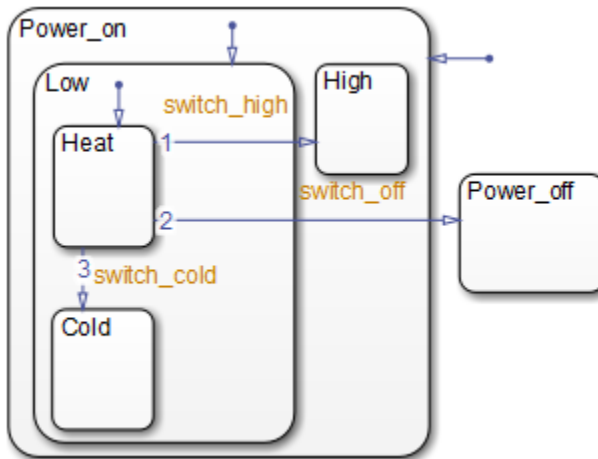 Power_on
Low
High
switch_high
Heat
1
switch_off
Power_off
2
3
switch_cold
Cold